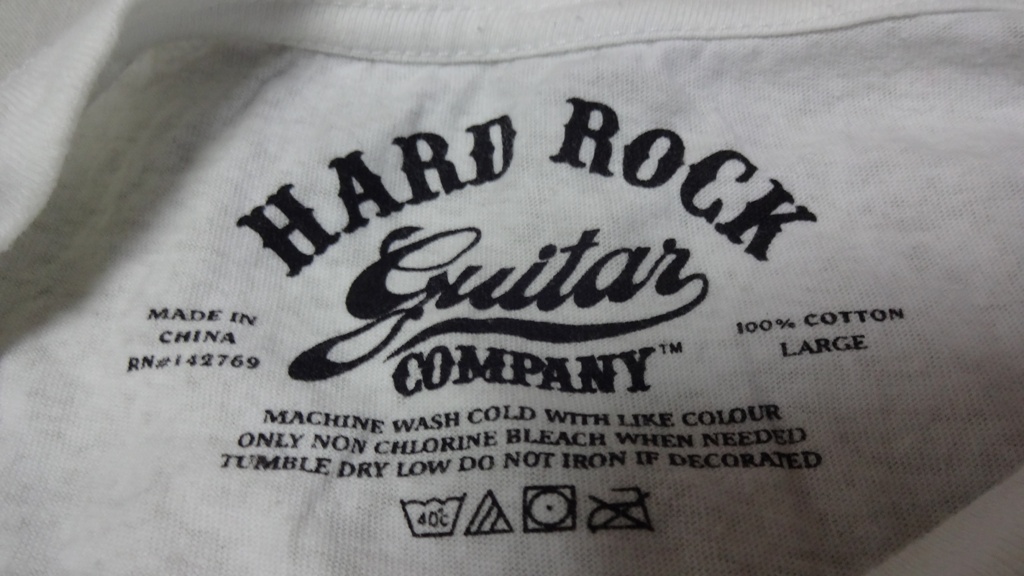 HARD ROCK
Guitar
COMPANY™
MADE IN
CHINA
RN#142769
100% COTTON
LARGE
MACHINE WASH COLD WITH LIKE COLOUR
ONLY NON CHLORINE BLEACH WHEN NEEDED
TUMBLE DRY LOW DO NOT IRON IF DECORATED
40c